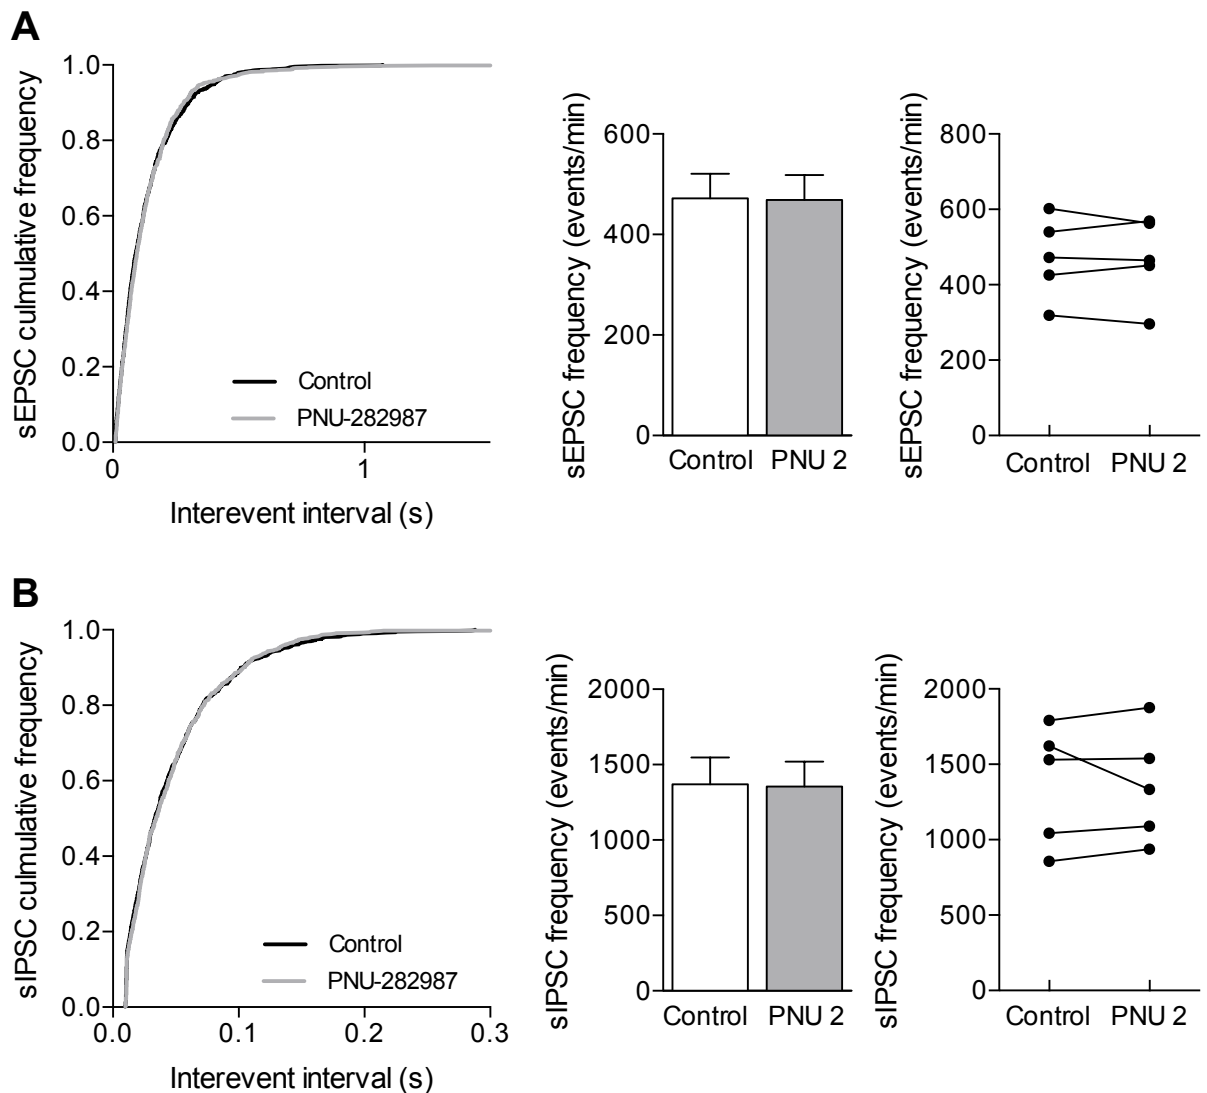 A
sEPSC culmulative frequency
1.0
0.8
0.6
0.4
0.2
0.0
0
1
Interevent interval (s)
Control
PNU-282987
sEPSC frequency (events/min)
600
400
200
0
Control PNU 2
sEPSC frequency (events/min)
800
600
400
200
0
Control PNU 2
B
sIPSC culmulative frequency
1.0
0.8
0.6
0.4
0.2
0.0
0.0 0.1 0.2 0.3
Interevent interval (s)
Control
PNU-282987
sIPSC frequency (events/min)
2000
1500
1000
500
0
Control PNU 2
sIPSC frequency (events/min)
2000
1500
1000
500
0
Control PNU 2